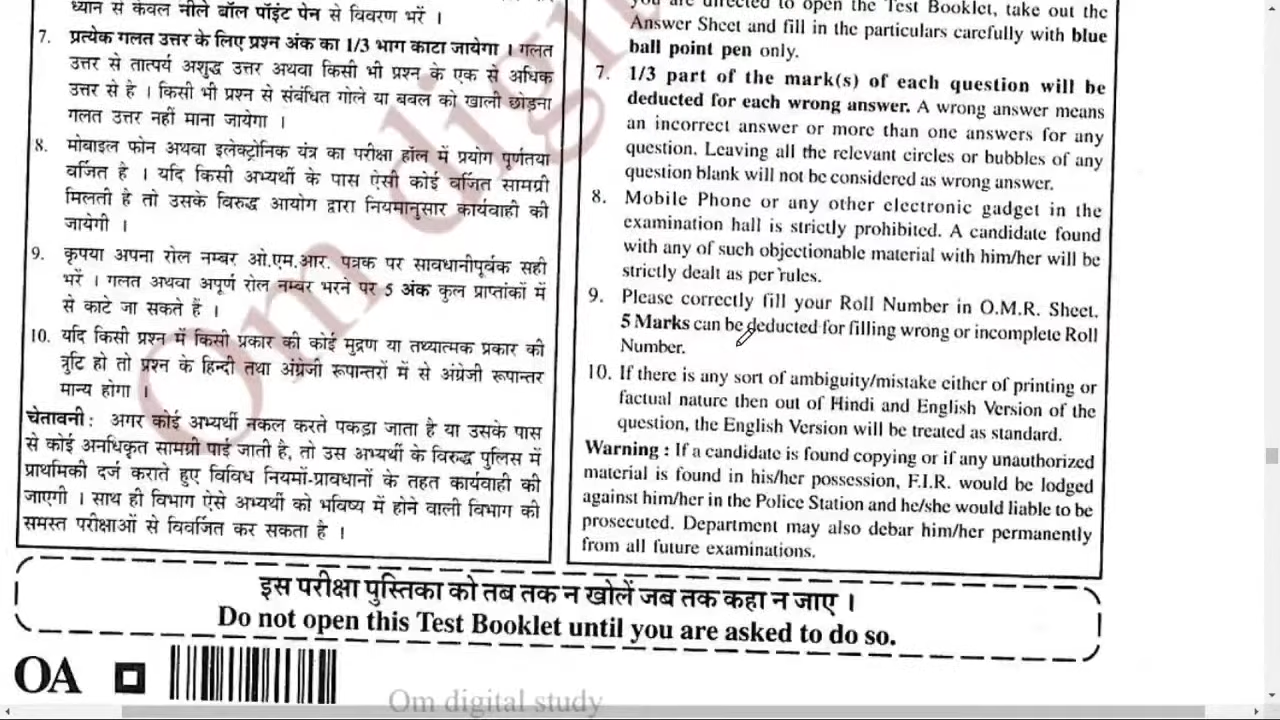 ध्यान से केवल नीले बॉल पॉइंट पेन से विवरण भरें ।
7. प्रत्येक गलत उत्तर के लिए प्रश्न अंक का 1/3 भाग काटा जायेगा । गलत
उत्तर से तात्पर्य अशुद्ध उत्तर अथवा किसी भी प्रश्न के एक से अधिक
उत्तर से है । किसी भी प्रश्न से संबंधित गोले या बबल को खाली छोड़ना
गलत उत्तर नहीं माना जायेगा ।
8. मोबाइल फोन अथवा इलेक्ट्रोनिक यंत्र का परीक्षा हॉल में प्रयोग पूर्णतया
वर्जित है । यदि किसी अभ्यर्थी के पास ऐसी कोई वर्जित सामग्री
मिलती है तो उसके विरुद्ध आयोग द्वारा नियमानुसार कार्यवाही की
जायेगी ।
9. कृपया अपना रोल नम्बर ओ.एम.आर. पत्रक पर सावधानीपूर्वक सही
भरें । गलत अथवा अपूर्ण रोल नम्बर भरने पर 5 अंक कुल प्राप्तांकों में
से काटे जा सकते हैं ।
10. यदि किसी प्रश्न में किसी प्रकार की कोई मुद्रण या तथ्यात्मक प्रकार की
त्रुटि हो तो प्रश्न के हिन्दी तथा अंग्रेजी रूपान्तरों में से अंग्रेजी रूपान्तर
मान्य होगा ।
चेतावनी : अगर कोई अभ्यर्थी नकल करते पकड़ा जाता है या उसके पास
से कोई अनधिकृत सामग्री पाई जाती है, तो उस अभ्यर्थी के विरुद्ध पुलिस में
प्राथमिकी दर्ज कराते हुए विविध नियमों-प्रावधानों के तहत कार्यवाही की
जाएगी । साथ ही विभाग ऐसे अभ्यर्थी को भविष्य में होने वाली विभाग की
समस्त परीक्षाओं से विवर्जित कर सकता है ।
you are directed to open the Test Booklet, take out the
Answer Sheet and fill in the particulars carefully with blue
ball point pen only.
7. 1/3 part of the mark(s) of each question will be
deducted for each wrong answer. A wrong answer means
an incorrect answer or more than one answers for any
question. Leaving all the relevant circles or bubbles of any
question blank will not be considered as wrong answer.
8. Mobile Phone or any other electronic gadget in the
examination hall is strictly prohibited. A candidate found
with any of such objectionable material with him/her will be
strictly dealt as per rules.
9. Please correctly fill your Roll Number in O.M.R. Sheet.
5 Marks can be deducted for filling wrong or incomplete Roll
Number.
10. If there is any sort of ambiguity/mistake either of printing or
factual nature then out of Hindi and English Version of the
question, the English Version will be treated as standard.
Warning : If a candidate is found copying or if any unauthorized
material is found in his/her possession, F.I.R. would be lodged
against him/her in the Police Station and he/she would liable to be
prosecuted. Department may also debar him/her permanently
from all future examinations.
इस परीक्षा पुस्तिका को तब तक न खोलें जब तक कहा न जाए ।
Do not open this Test Booklet until you are asked to do so.
OA
Om digital study
Om digi